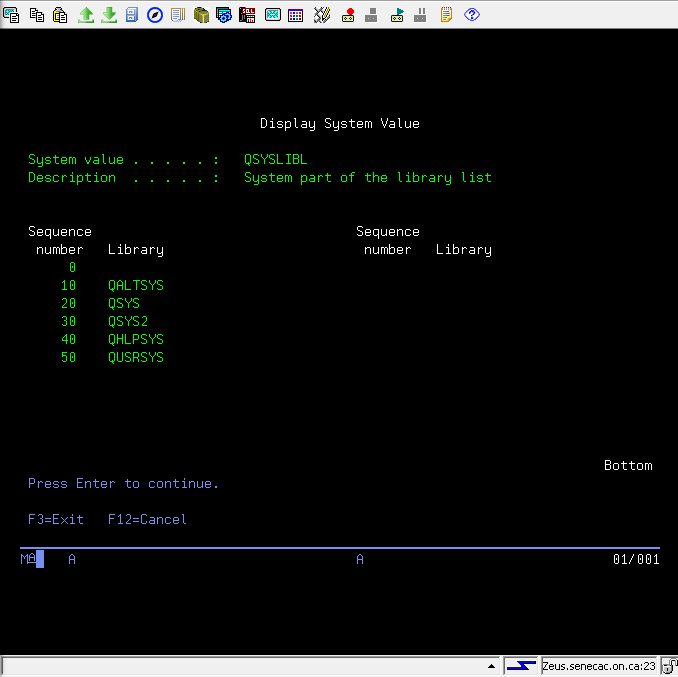 Display System Value
System value . . . . . :   QSYSLIBL
Description  . . . . . :   System part of the library list
Sequence                                 Sequence
 number   Library                         number   Library
     0
    10    QALTSYS
    20    QSYS
    30    QSYS2
    40    QHLPSYS
    50    QUSRSYS
Bottom
Press Enter to continue.
F3=Exit   F12=Cancel
MA   A                                   A                               01/001
Zeus.senecac.on.ca:23